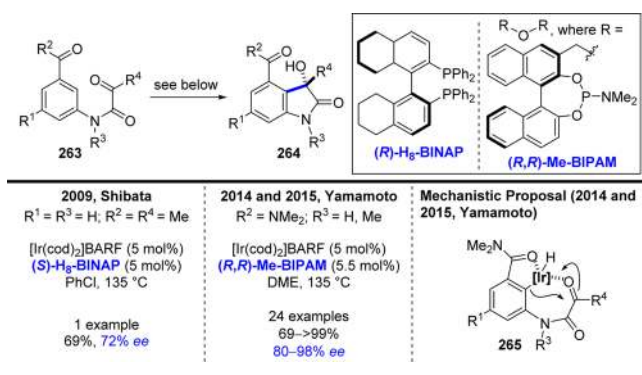 R² O
O R⁴
R¹ N O
R³
263
see below
R² O
HO R⁴
O
R¹ N
R³
264
PPh₂
PPh₂
(R)-H₈-BINAP
R O R , where R =
O
P–NMe₂
O
(R,R)-Me-BIPAM
2009, Shibata
R¹ = R³ = H; R² = R⁴ = Me
[Ir(cod)₂]BARF (5 mol%)
(S)-H₈-BINAP (5 mol%)
PhCl, 135 °C
1 example
69%, 72% ee
2014 and 2015, Yamamoto
R² = NMe₂; R³ = H, Me
[Ir(cod)₂]BARF (5 mol%)
(R,R)-Me-BIPAM (5.5 mol%)
DME, 135 °C
24 examples
69–>99%
80–98% ee
Mechanistic Proposal (2014 and
2015, Yamamoto)
Me₂N O H
[Ir] O
R⁴
R¹ N O
R³
265